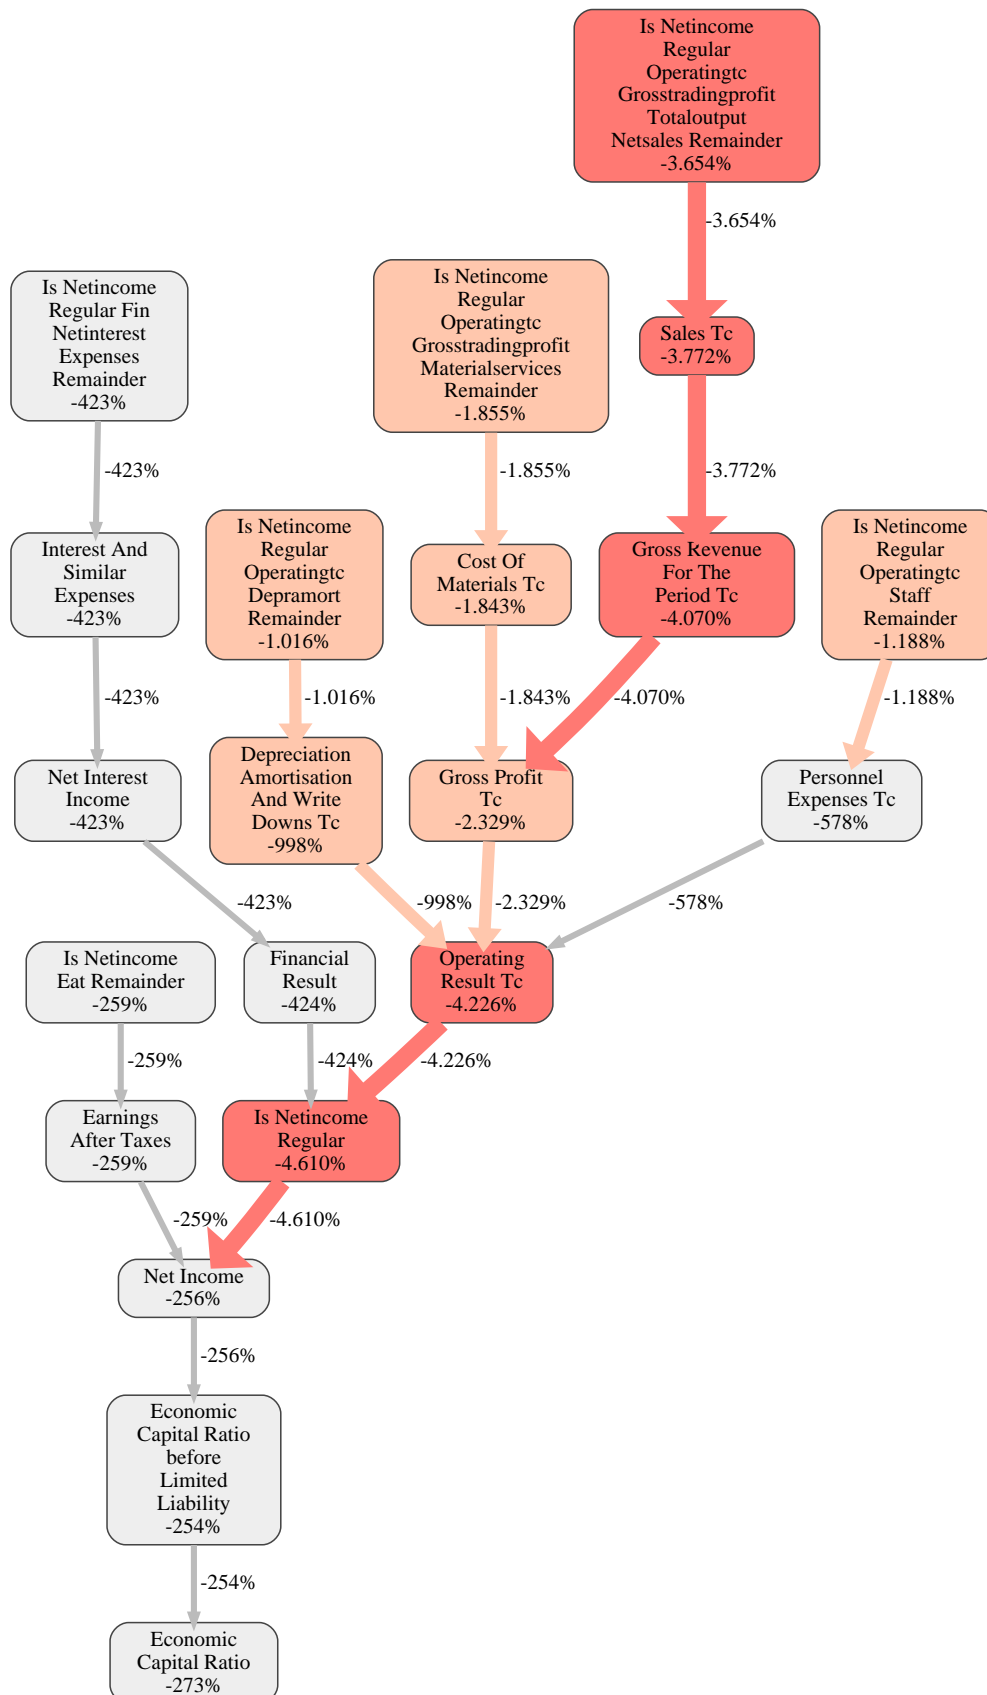 Is Netincome
Regular
Operatingtc
Grosstradingprofit
Totaloutput
Netsales Remainder
-3.654%
-3.654%
Is Netincome
Regular Fin
Netinterest
Expenses
Remainder
-423%
Is Netincome
Regular
Operatingtc
Grosstradingprofit
Materialservices
Remainder
-1.855%
Sales Tc
-3.772%
-423%
-1.855%
-3.772%
Interest And
Similar
Expenses
-423%
Is Netincome
Regular
Operatingtc
Depramort
Remainder
-1.016%
Cost Of
Materials Tc
-1.843%
Gross Revenue
For The
Period Tc
-4.070%
Is Netincome
Regular
Operatingtc
Staff
Remainder
-1.188%
-423%
-1.016%
-1.843%
-4.070%
-1.188%
Net Interest
Income
-423%
Depreciation
Amortisation
And Write
Downs Tc
-998%
Gross Profit
Tc
-2.329%
Personnel
Expenses Tc
-578%
-423%
-998%
-2.329%
-578%
Is Netincome
Eat Remainder
-259%
Financial
Result
-424%
Operating
Result Tc
-4.226%
-259%
-424%
-4.226%
Earnings
After Taxes
-259%
Is Netincome
Regular
-4.610%
-259%
-4.610%
Net Income
-256%
-256%
Economic
Capital Ratio
before
Limited
Liability
-254%
-254%
Economic
Capital Ratio
-273%